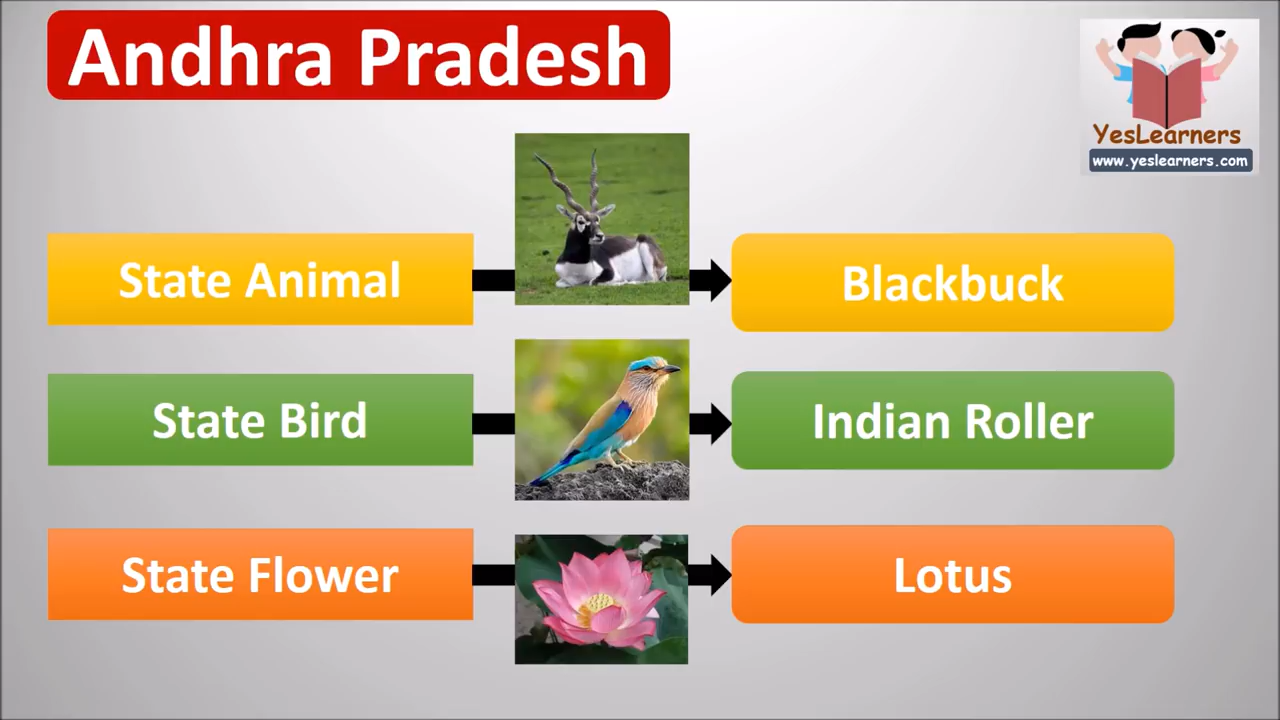 Andhra Pradesh
YesLearners
www.yeslearners.com
State Animal
Blackbuck
State Bird
Indian Roller
State Flower
Lotus